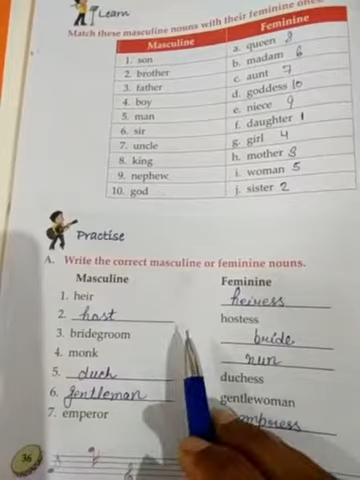 Learn
Match these masculine nouns with their feminine ones.
Masculine Feminine
1. son a. queen 8
2. brother b. madam 6
3. father c. aunt 7
4. boy d. goddess 10
5. man e. niece 9
6. sir f. daughter 1
7. uncle g. girl 4
8. king h. mother 3
9. nephew i. woman 5
10. god j. sister 2
Practise
A. Write the correct masculine or feminine nouns.
Masculine Feminine
1. heir heiress
2. host hostess
3. bridegroom bride
4. monk nun
5. duch duchess
6. gentleman gentlewoman
7. emperor empress
36